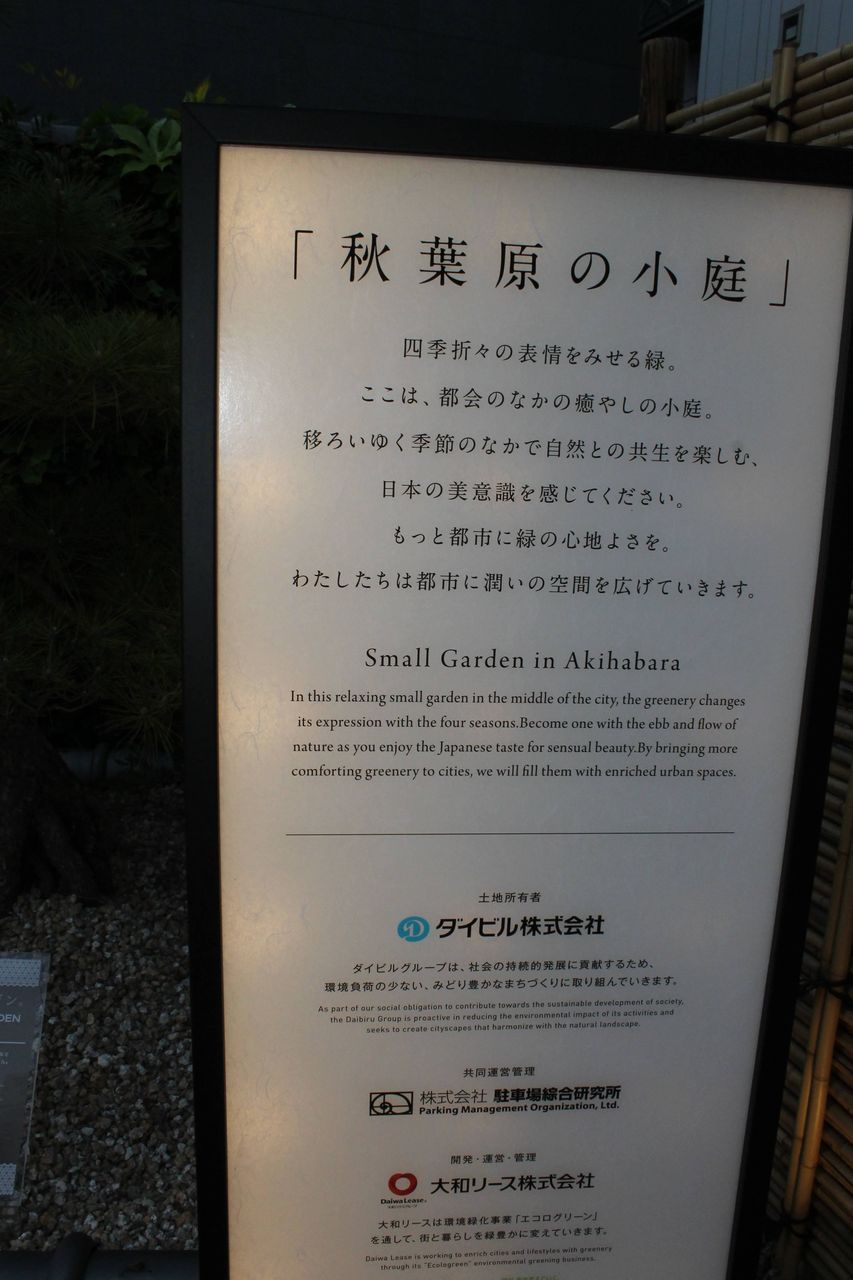 「秋葉原の小庭」
四季折々の表情をみせる緑。
ここは、都会のなかの癒やしの小庭。
移ろいゆく季節のなかで自然との共生を楽しむ、
日本の美意識を感じてください。
もっと都市に緑の心地よさを。
わたしたちは都市に潤いの空間を広げていきます。
Small Garden in Akihabara
In this relaxing small garden in the middle of the city, the greenery changes
its expression with the four seasons.Become one with the ebb and flow of
nature as you enjoy the Japanese taste for sensual beauty.By bringing more
comforting greenery to cities, we will fill them with enriched urban spaces.
土地所有者
ダイビル株式会社
ダイビルグループは、社会の持続的発展に貢献するため、
環境負荷の少ない、みどり豊かなまちづくりに取り組んでいきます。
As part of our social obligation to contribute towards the sustainable development of society,
the Daibiru Group is proactive in reducing the environmental impact of its activities and
seeks to create cityscapes that harmonize with the natural landscape.
共同運営管理
株式会社 駐車場綜合研究所
Parking Management Organization, Ltd.
開発・運営・管理
大和リース株式会社
Daiwa Lease.
大和リースは環境緑化事業「エコログリーン」
を通して、街と暮らしを緑豊かに変えていきます。
Daiwa Lease is working to enrich cities and lifestyles with greenery
through its "Ecologreen" environmental greening business.
ン。
DEN